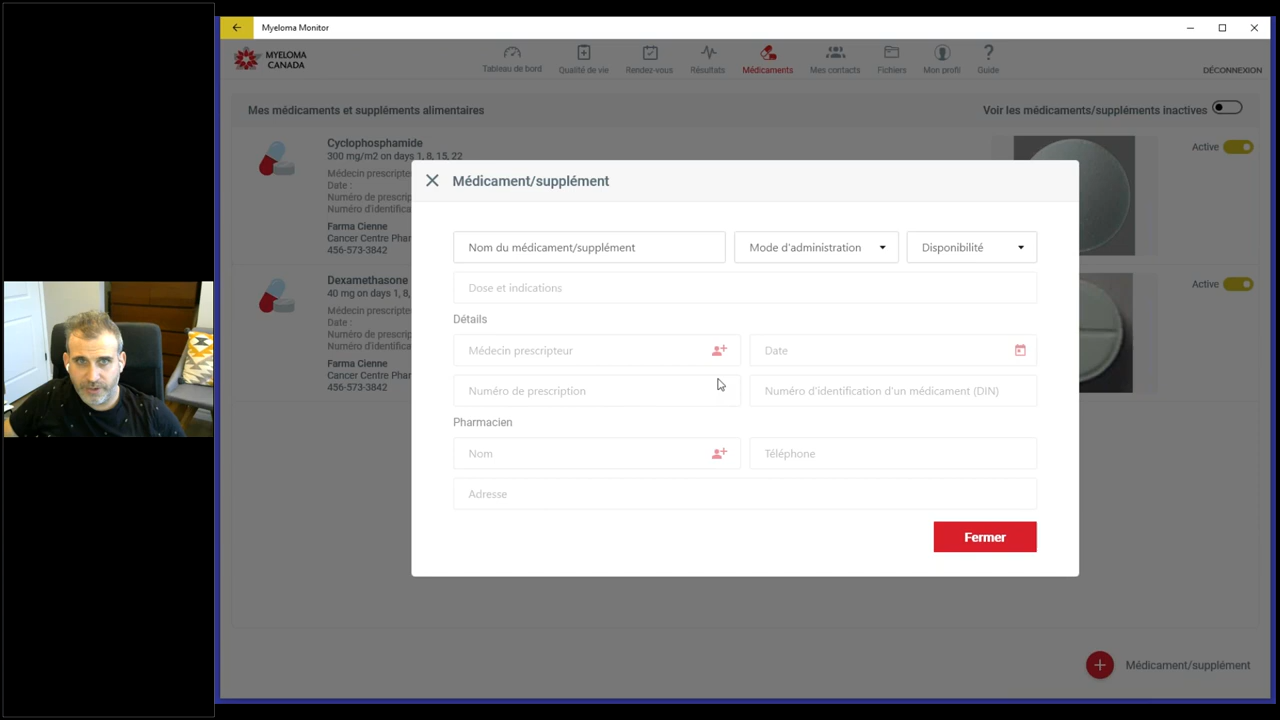 Myeloma Monitor
MYELOMA
CANADA
Tableau de bord
Qualité de vie
Rendez-vous
Résultats
Médicaments
Mes contacts
Fichiers
Mon profil
Guide
DÉCONNEXION
Mes médicaments et suppléments alimentaires
Voir les médicaments/suppléments inactives
Cyclophosphamide
300 mg/m2 on days 1, 8, 15, 22
Médecin prescripte
Date :
Numéro de prescrip
Numéro d'identifica
Farma Cienne
Cancer Centre Phar
456-573-3842
Active
Dexamethasone
40 mg on days 1, 8,
Médecin prescripte
Date :
Numéro de prescrip
Numéro d'identifica
Farma Cienne
Cancer Centre Phar
456-573-3842
Active
Médicament/supplément
Nom du médicament/supplément
Mode d'administration
Disponibilité
Dose et indications
Détails
Médecin prescripteur
Date
Numéro de prescription
Numéro d'identification d'un médicament (DIN)
Pharmacien
Nom
Téléphone
Adresse
Fermer
Médicament/supplément